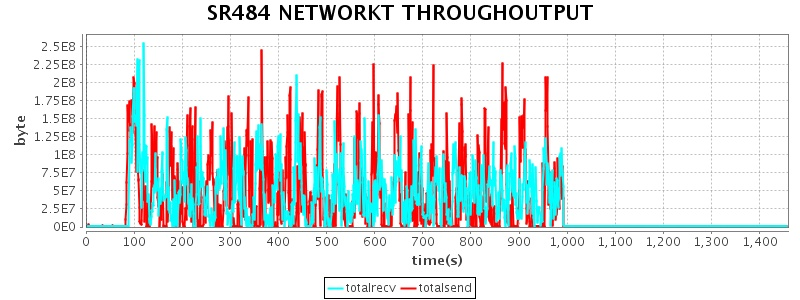 SR484 NETWORKT THROUGHOUTPUT
2.5E8
2.25E8
2E8
1.75E8
1.5E8
1.25E8
1E8
7.5E7
5E7
2.5E7
0E0
byte
0 100 200 300 400 500 600 700 800 900 1,000 1,100 1,200 1,300 1,400
time(s)
totalrecv totalsend